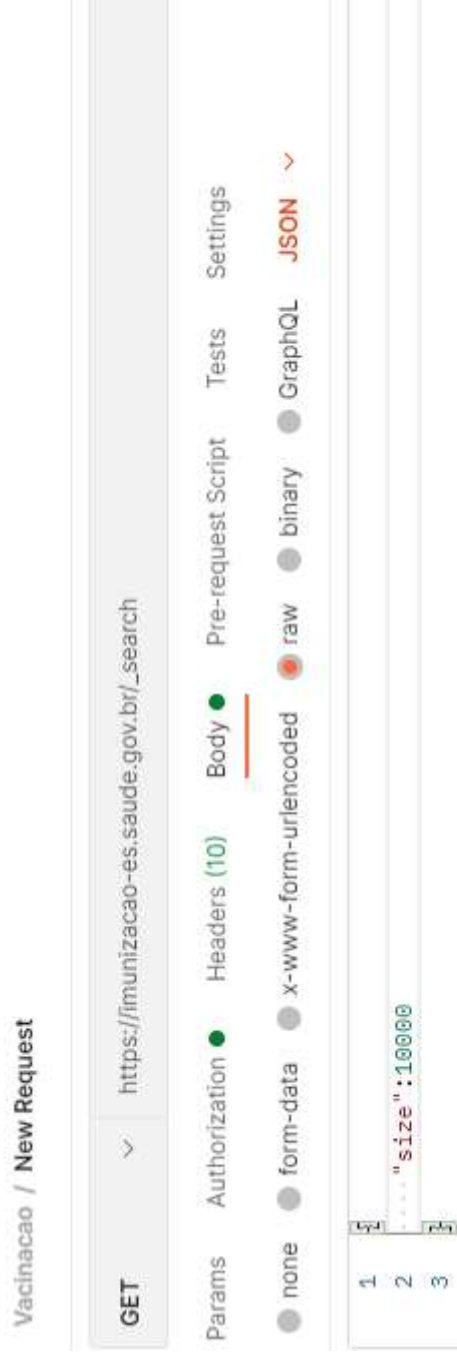 Vacinacao / New Request
GET https://imunizacao-es.saude.gov.br/_search
Params Authorization Headers (10) Body Pre-request Script Tests Settings
none form-data x-www-form-urlencoded raw binary GraphQL JSON
1 {
2 ····"size":10000
3 }